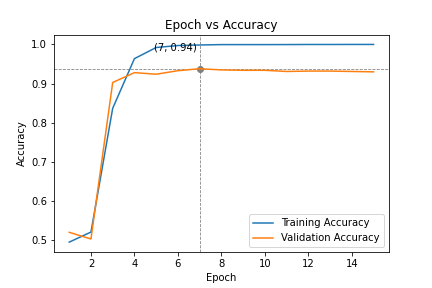 Epoch vs Accuracy
(7, 0.94)
1.0
0.9
0.8
0.7
0.6
0.5
Accuracy
Training Accuracy
Validation Accuracy
2 4 6 8 10 12 14
Epoch